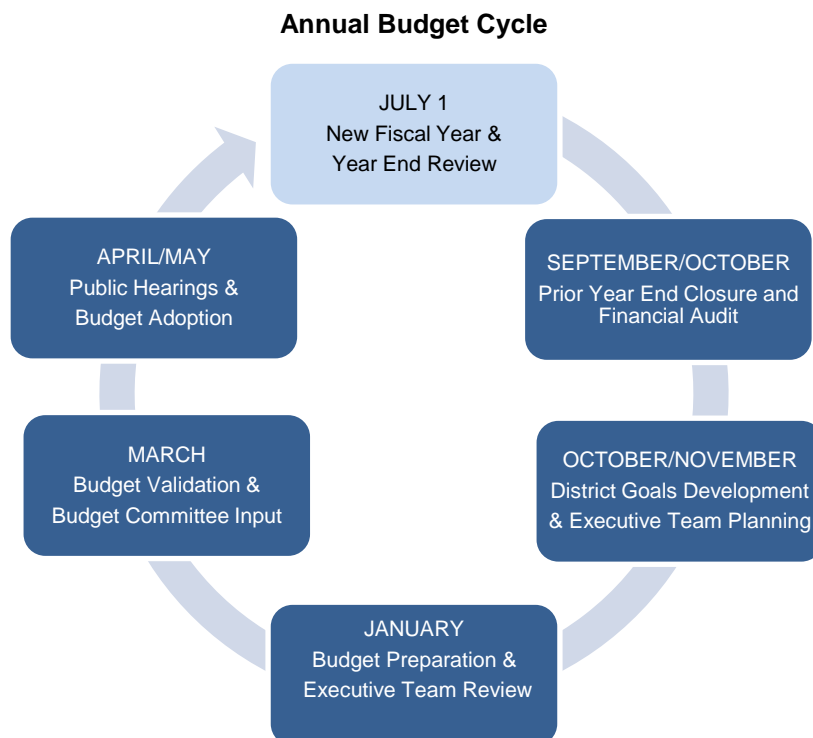 Annual Budget Cycle
JULY 1
New Fiscal Year &
Year End Review
SEPTEMBER/OCTOBER
Prior Year End Closure and
Financial Audit
OCTOBER/NOVEMBER
District Goals Development
& Executive Team Planning
JANUARY
Budget Preparation &
Executive Team Review
MARCH
Budget Validation &
Budget Committee Input
APRIL/MAY
Public Hearings &
Budget Adoption